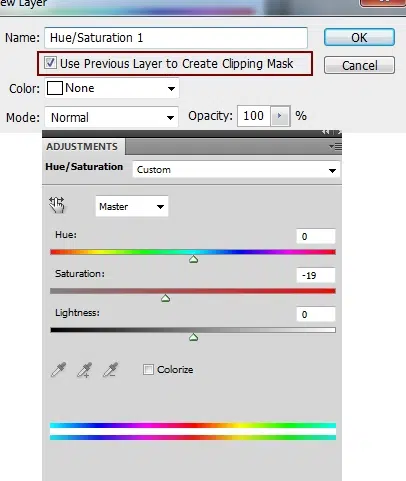 ew Layer
Name: Hue/Saturation 1
OK
Use Previous Layer to Create Clipping Mask
Cancel
Color: None
Mode: Normal Opacity: 100 %
ADJUSTMENTS
Hue/Saturation Custom
Master
Hue: 0
Saturation: -19
Lightness: 0
Colorize